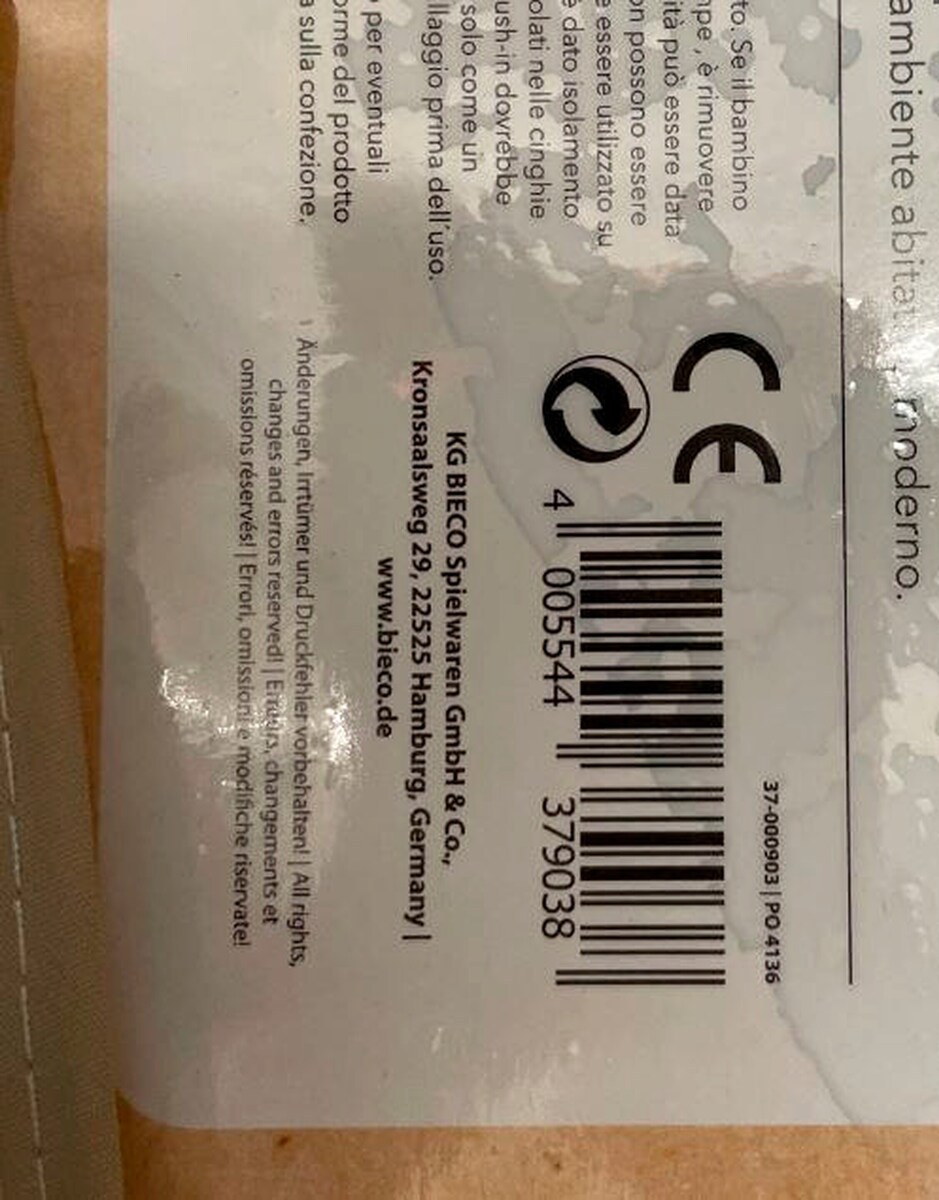 ambiente abitat moderno.
to. Se il bambino
npe , è rimuovere
ità può essere data
on possono essere
e essere utilizzato su
è dato isolamento
olati nelle cinghie
ush-in dovrebbe
solo come un
llaggio prima dell'uso.
per eventuali
orme del prodotto
a sulla confezione.
37-000903 | PO 4136
CE
4 005544 379038
KG BIECO Spielwaren GmbH & Co.,
Kronsaalsweg 29, 22525 Hamburg, Germany |
www.bieco.de
Änderungen, Irrtümer und Druckfehler vorbehalten! | All rights,
changes and errors reserved! | Erreurs, changements et
omissions réservés! | Errori, omissioni e modifiche riservate!